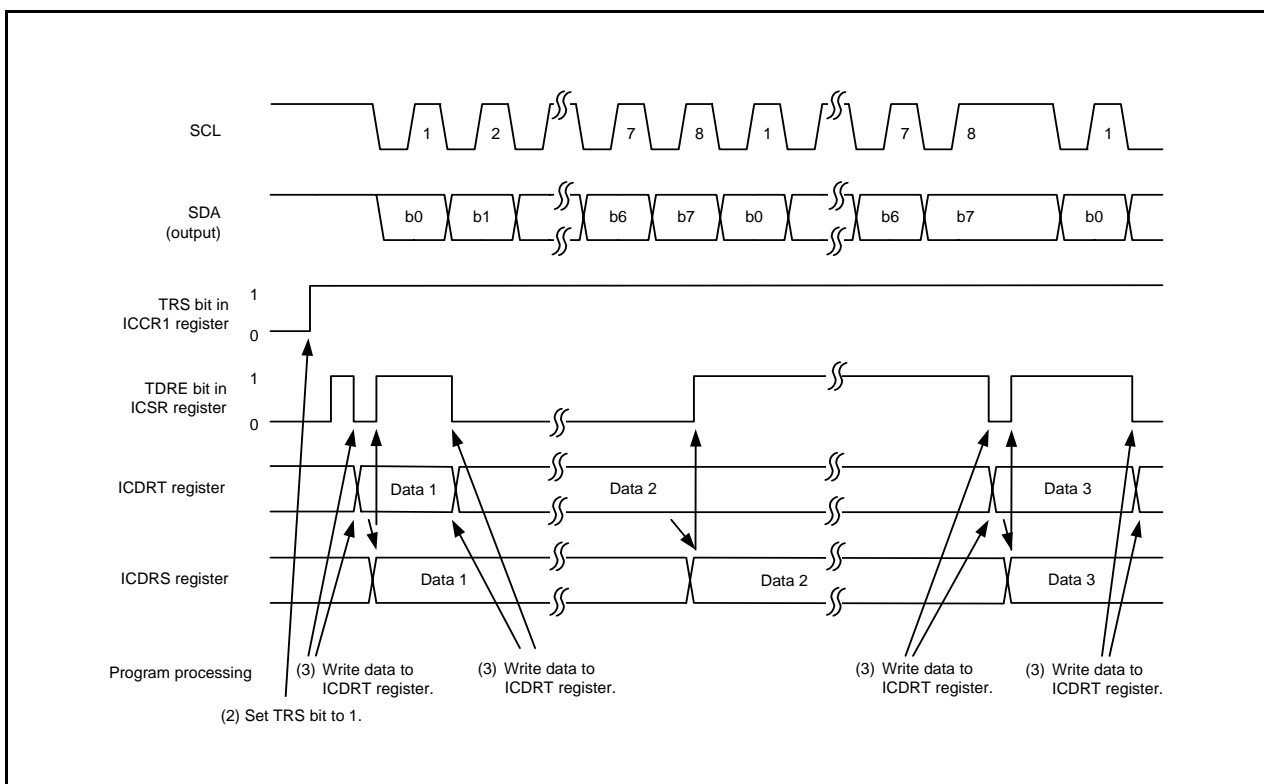 SCL
1 2 7 8 1 7 8 1
SDA
(output)
b0 b1 b6 b7 b0 b6 b7 b0
TRS bit in
ICCR1 register
1
0
TDRE bit in
ICSR register
1
0
ICDRT register
Data 1 Data 2 Data 3
ICDRS register
Data 1 Data 2 Data 3
Program processing
(3) Write data to
ICDRT register.
(3) Write data to
ICDRT register.
(3) Write data to
ICDRT register.
(3) Write data to
ICDRT register.
(2) Set TRS bit to 1.